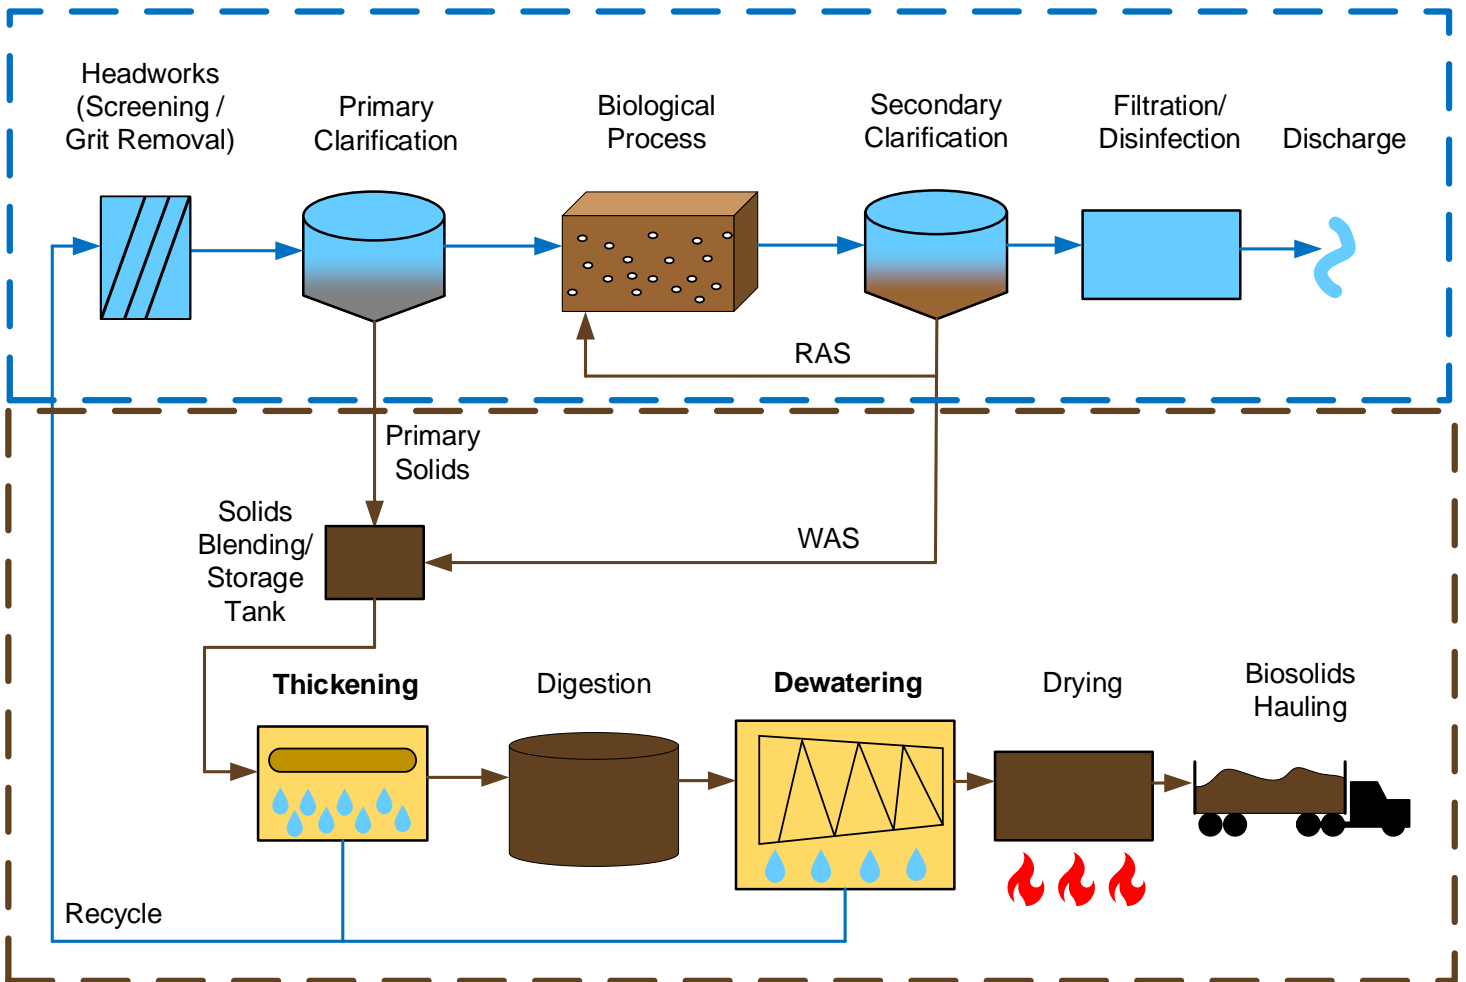 Headworks
(Screening /
Grit Removal)
Primary
Clarification
Biological
Process
Secondary
Clarification
Filtration/
Disinfection
Discharge
RAS
Primary
Solids
Solids
Blending/
Storage
Tank
WAS
Thickening
Digestion
Dewatering
Drying
Biosolids
Hauling
Recycle